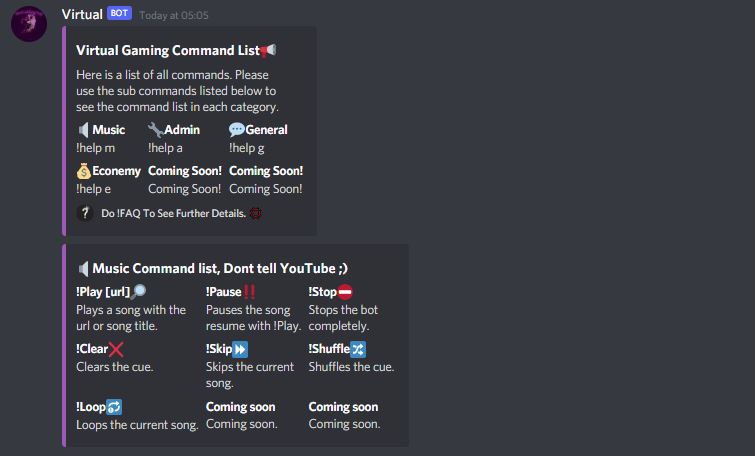 Virtual BOT Today at 05:05
Virtual Gaming Command List📢
Here is a list of all commands. Please
use the sub commands listed below to
see the command list in each category.
🔈Music 🔧Admin 💬General
!help m !help a !help g
💰Economy Coming Soon! Coming Soon!
!help e Coming Soon! Coming Soon!
? Do !FAQ To See Further Details.
🔈Music Command list, Dont tell YouTube ;)
!Play [url]🔎 !Pause‼️ !Stop⛔
Plays a song with the Pauses the song Stops the bot
url or song title. resume with !Play. completely.
!Clear❌ !Skip⏩ !Shuffle🔀
Clears the cue. Skips the current Shuffles the cue.
song.
!Loop🔁 Coming soon Coming soon
Loops the current song. Coming soon. Coming soon.